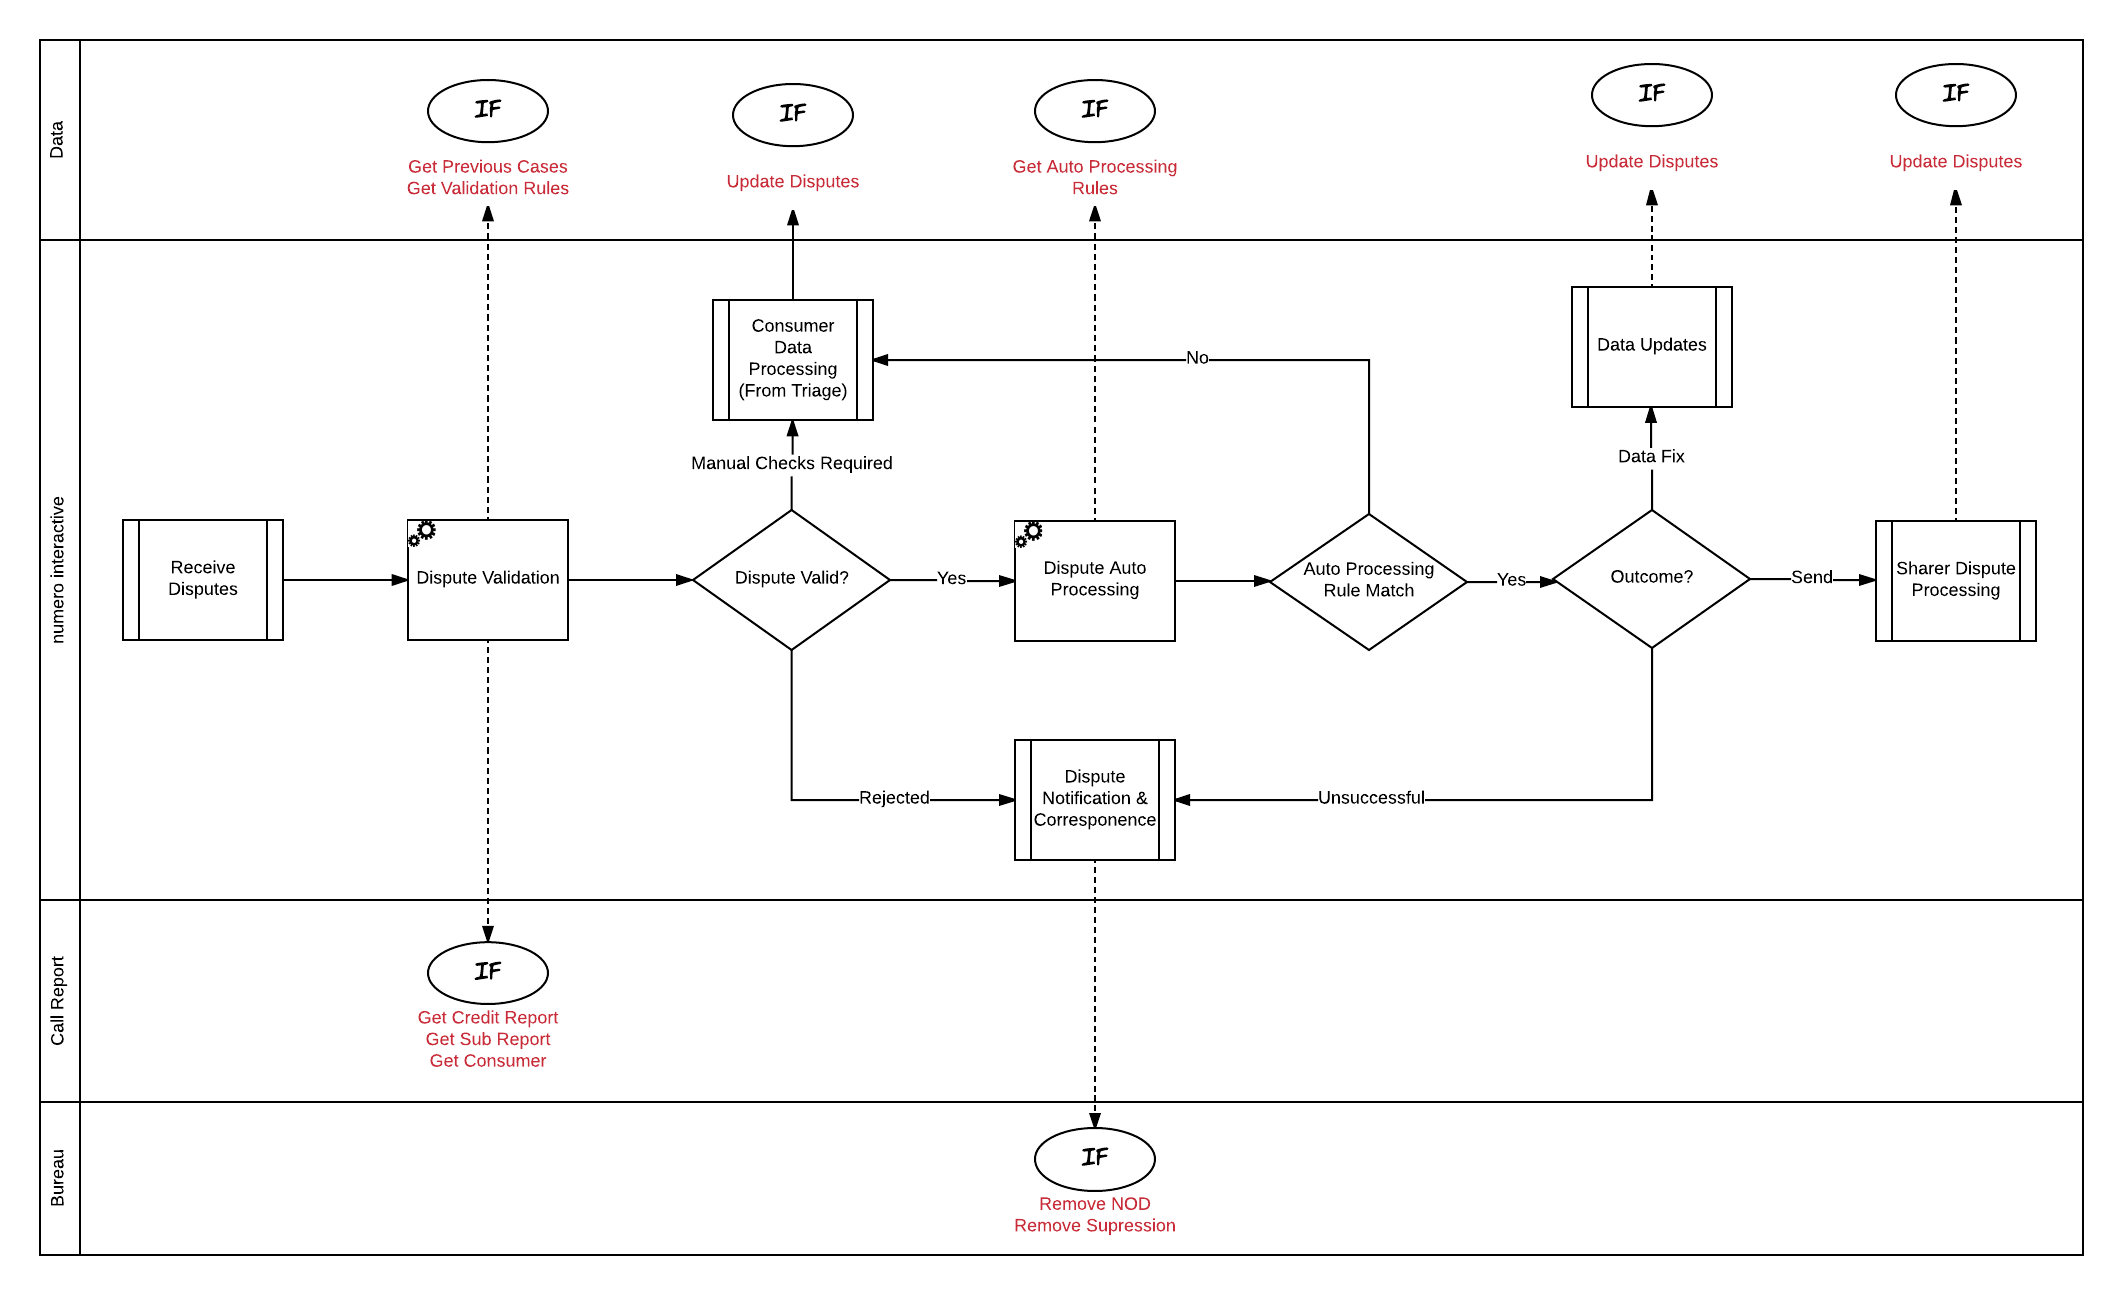 Data
IF
Get Previous Cases
Get Validation Rules
IF
Update Disputes
IF
Get Auto Processing
Rules
IF
Update Disputes
IF
Update Disputes
numero interactive
Consumer
Data
Processing
(From Triage)
No
Data Updates
Manual Checks Required
Data Fix
Receive
Disputes
Dispute Validation
Dispute Valid?
Yes
Dispute Auto
Processing
Auto Processing
Rule Match
Yes
Outcome?
Send
Sharer Dispute
Processing
Rejected
Dispute
Notification &
Corresponence
Unsuccessful
Call Report
IF
Get Credit Report
Get Sub Report
Get Consumer
Bureau
IF
Remove NOD
Remove Supression